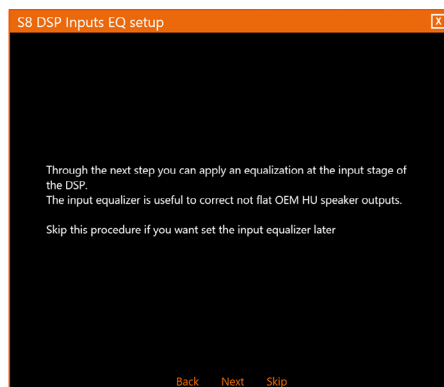 S8 DSP Inputs EQ setup
X
Through the next step you can apply an equalization at the input stage of
the DSP.
The input equalizer is useful to correct not flat OEM HU speaker outputs.
Skip this procedure if you want set the input equalizer later
Back Next Skip